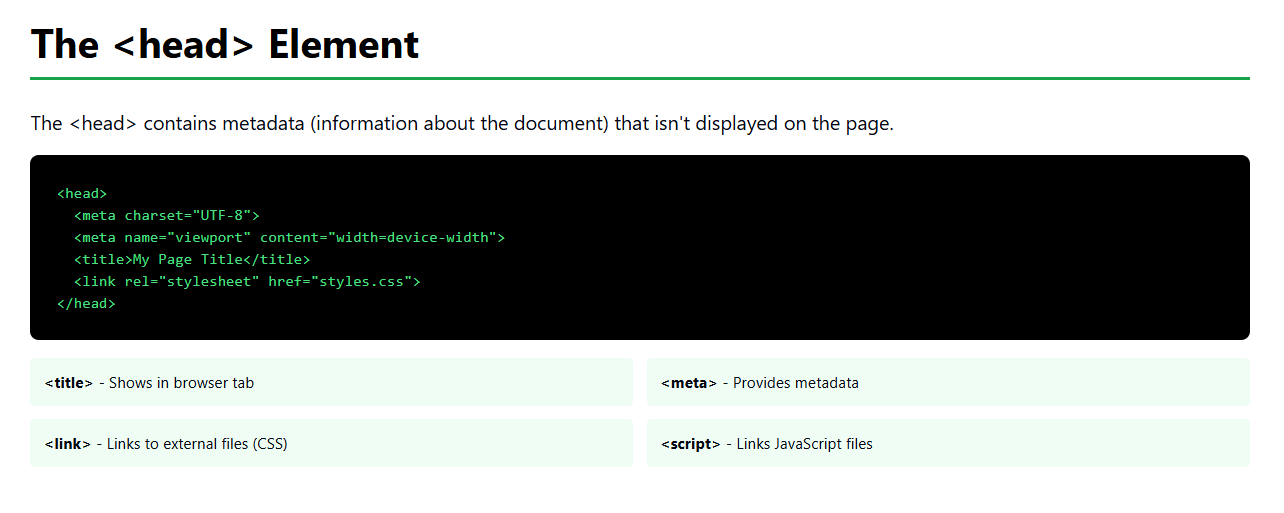 The <head> Element
The <head> contains metadata (information about the document) that isn't displayed on the page.
<head>
  <meta charset="UTF-8">
  <meta name="viewport" content="width=device-width">
  <title>My Page Title</title>
  <link rel="stylesheet" href="styles.css">
</head>
<title> - Shows in browser tab
<meta> - Provides metadata
<link> - Links to external files (CSS)
<script> - Links JavaScript files